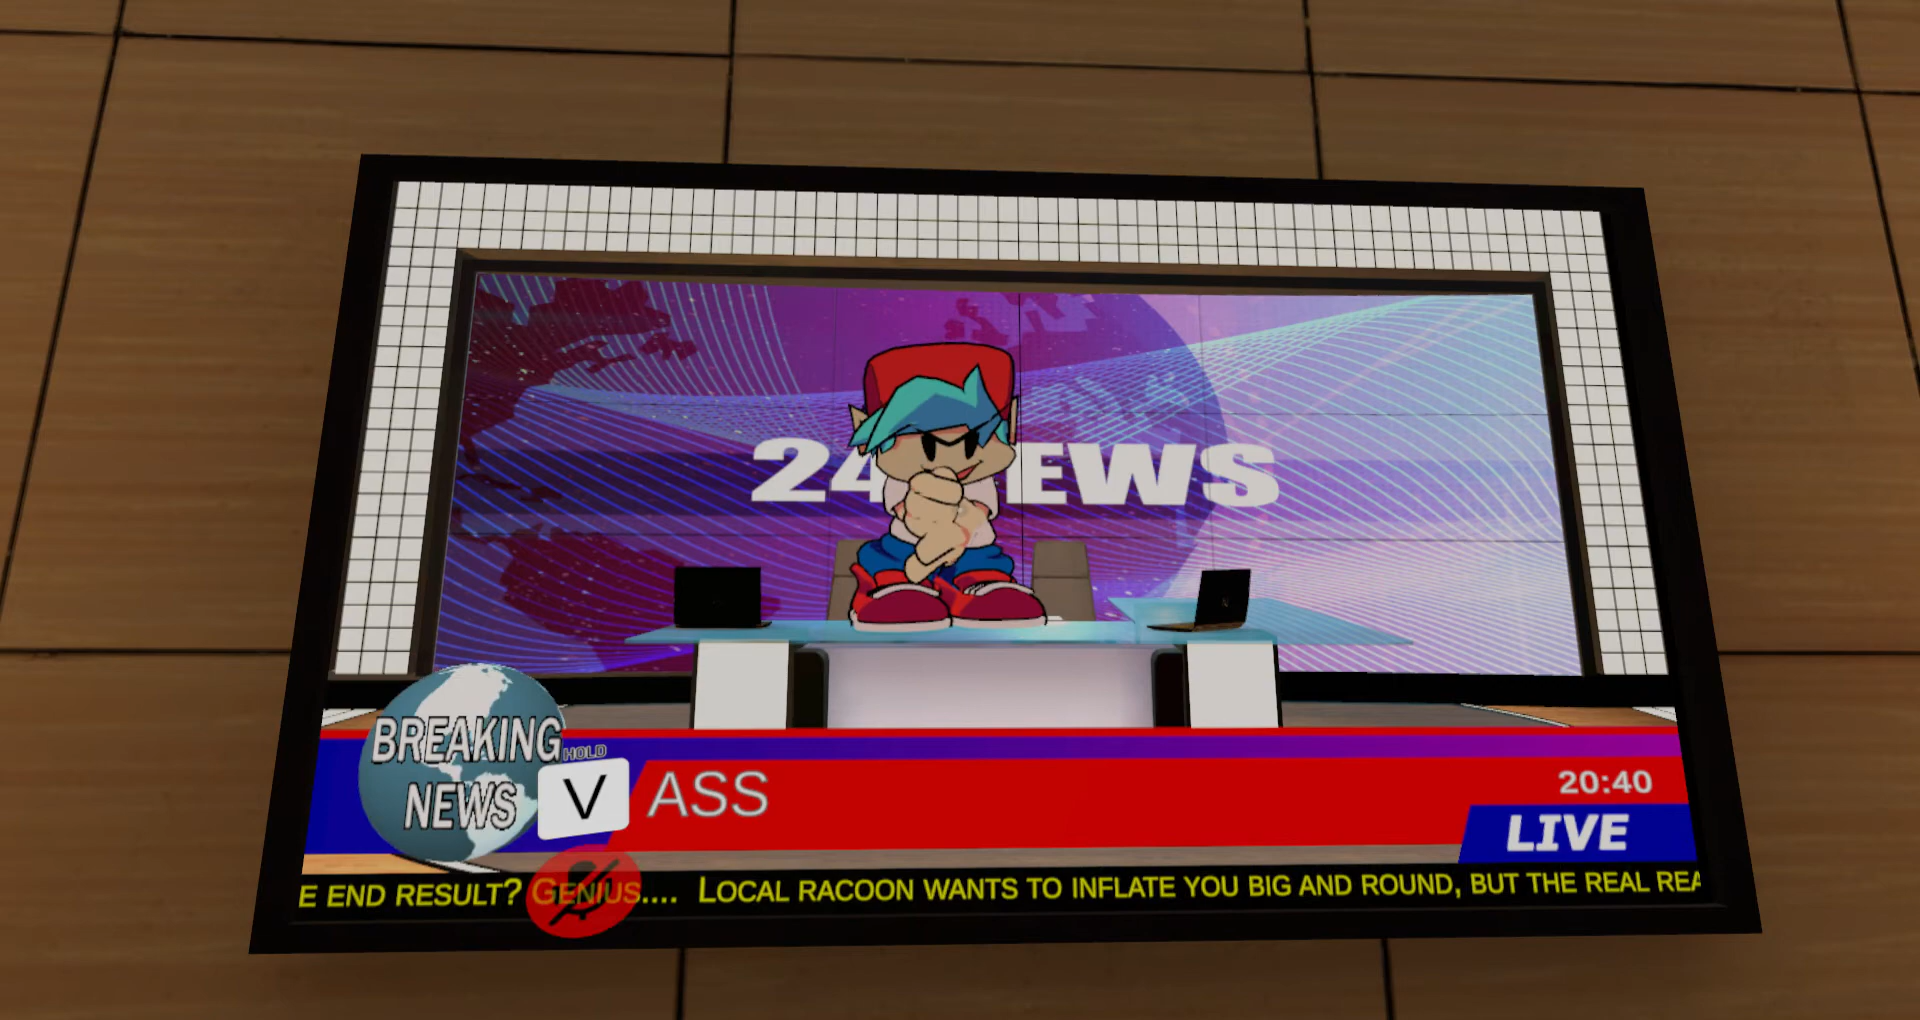 24 EWS
BREAKING
NEWS
HOLD
V
ASS
20:40
LIVE
E END RESULT? GENIUS.... LOCAL RACOON WANTS TO INFLATE YOU BIG AND ROUND, BUT THE REAL REA